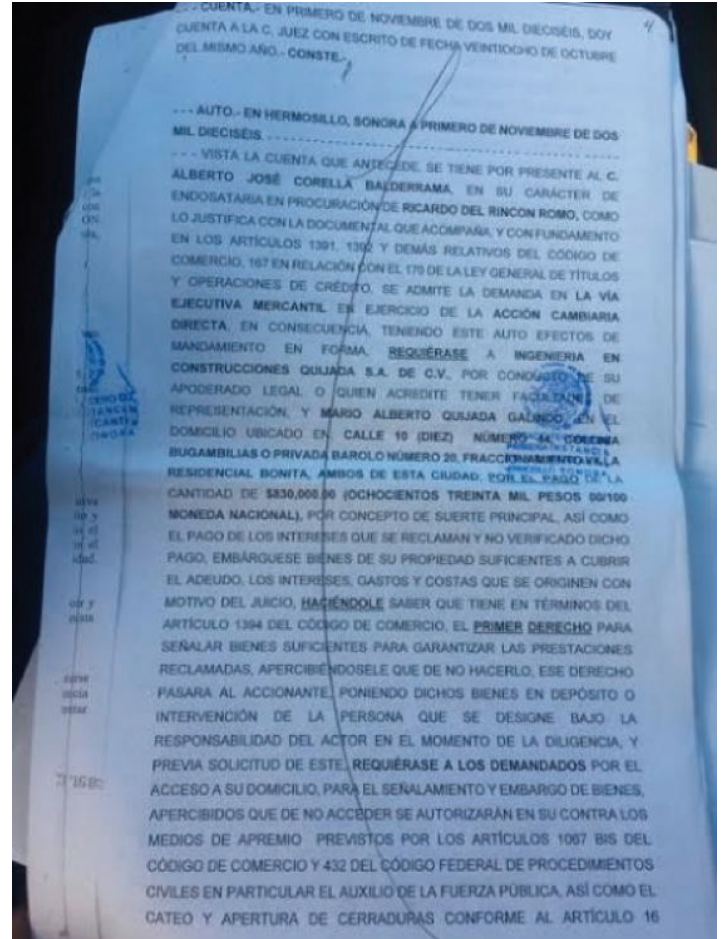 4
- - - CUENTA.- EN PRIMERO DE NOVIEMBRE DE DOS MIL DIECISÉIS, DOY
CUENTA A LA C. JUEZ CON ESCRITO DE FECHA VEINTIOCHO DE OCTUBRE
DEL MISMO AÑO.- CONSTE.-
- - - AUTO.- EN HERMOSILLO, SONORA A PRIMERO DE NOVIEMBRE DE DOS
MIL DIECISÉIS. - - - - - - - - - - - - - - - - - - - - - - - - - - - - - - - - - - - - - - - - - - -
- - - VISTA LA CUENTA QUE ANTECEDE, SE TIENE POR PRESENTE AL C.
ALBERTO JOSÉ CORELLA BALDERRAMA, EN SU CARÁCTER DE
ENDOSATARIA EN PROCURACIÓN DE RICARDO DEL RINCON ROMO, COMO
LO JUSTIFICA CON LA DOCUMENTAL QUE ACOMPAÑA, Y CON FUNDAMENTO
EN LOS ARTÍCULOS 1391, 1392 Y DEMÁS RELATIVOS DEL CÓDIGO DE
COMERCIO, 167 EN RELACIÓN CON EL 170 DE LA LEY GENERAL DE TÍTULOS
Y OPERACIONES DE CRÉDITO, SE ADMITE LA DEMANDA EN LA VÍA
EJECUTIVA MERCANTIL EN EJERCICIO DE LA ACCIÓN CAMBIARIA
DIRECTA, EN CONSECUENCIA, TENIENDO ESTE AUTO EFECTOS DE
MANDAMIENTO EN FORMA, REQUIÉRASE A INGENIERIA EN
CONSTRUCCIONES QUIJADA S.A. DE C.V., POR CONDUCTO DE SU
APODERADO LEGAL O QUIEN ACREDITE TENER FACULTADES DE
REPRESENTACIÓN, Y MARIO ALBERTO QUIJADA GALINDO EN EL
DOMICILIO UBICADO EN CALLE 10 (DIEZ) NÚMERO 44, COLONIA
BUGAMBILIAS O PRIVADA BAROLO NÚMERO 20, FRACCIONAMIENTO VILLA
RESIDENCIAL BONITA, AMBOS DE ESTA CIUDAD, POR EL PAGO DE LA
CANTIDAD DE $830,000.00 (OCHOCIENTOS TREINTA MIL PESOS 00/100
MONEDA NACIONAL), POR CONCEPTO DE SUERTE PRINCIPAL, ASÍ COMO
EL PAGO DE LOS INTERESES QUE SE RECLAMAN Y NO VERIFICADO DICHO
PAGO, EMBÁRGUESE BIENES DE SU PROPIEDAD SUFICIENTES A CUBRIR
EL ADEUDO, LOS INTERESES, GASTOS Y COSTAS QUE SE ORIGINEN CON
MOTIVO DEL JUICIO, HACIÉNDOLE SABER QUE TIENE EN TÉRMINOS DEL
ARTÍCULO 1394 DEL CÓDIGO DE COMERCIO, EL PRIMER DERECHO PARA
SEÑALAR BIENES SUFICIENTES PARA GARANTIZAR LAS PRESTACIONES
RECLAMADAS, APERCIBIÉNDOSELE QUE DE NO HACERLO, ESE DERECHO
PASARA AL ACCIONANTE, PONIENDO DICHOS BIENES EN DEPÓSITO O
INTERVENCIÓN DE LA PERSONA QUE SE DESIGNE BAJO LA
RESPONSABILIDAD DEL ACTOR EN EL MOMENTO DE LA DILIGENCIA, Y
PREVIA SOLICITUD DE ESTE, REQUIÉRASE A LOS DEMANDADOS POR EL
ACCESO A SU DOMICILIO, PARA EL SEÑALAMIENTO Y EMBARGO DE BIENES,
APERCIBIDOS QUE DE NO ACCEDER SE AUTORIZARÁN EN SU CONTRA LOS
MEDIOS DE APREMIO PREVISTOS POR LOS ARTÍCULOS 1067 BIS DEL
CÓDIGO DE COMERCIO Y 432 DEL CÓDIGO FEDERAL DE PROCEDIMIENTOS
CIVILES EN PARTICULAR EL AUXILIO DE LA FUERZA PÚBLICA, ASÍ COMO EL
CATEO Y APERTURA DE CERRADURAS CONFORME AL ARTÍCULO 16